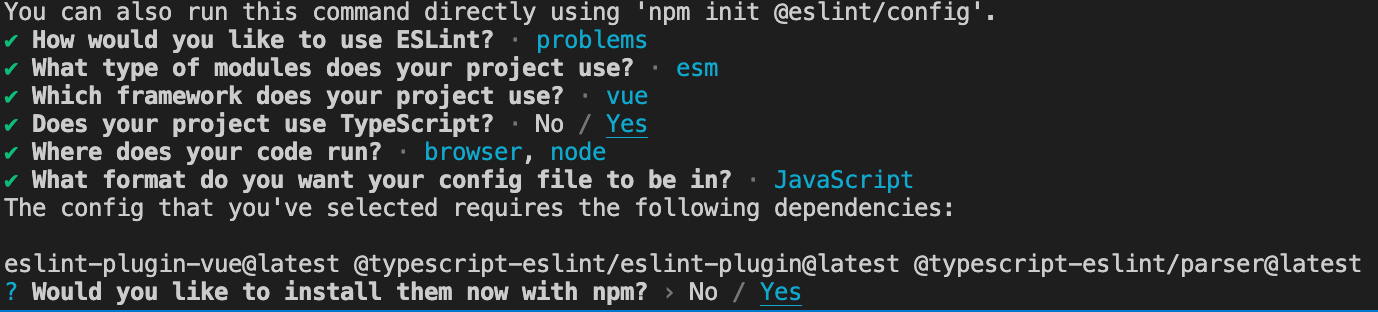 You can also run this command directly using 'npm init @eslint/config'.
✔ How would you like to use ESLint? · problems
✔ What type of modules does your project use? · esm
✔ Which framework does your project use? · vue
✔ Does your project use TypeScript? · No / Yes
✔ Where does your code run? · browser, node
✔ What format do you want your config file to be in? · JavaScript
The config that you've selected requires the following dependencies:
eslint-plugin-vue@latest @typescript-eslint/eslint-plugin@latest @typescript-eslint/parser@latest
? Would you like to install them now with npm? › No / Yes